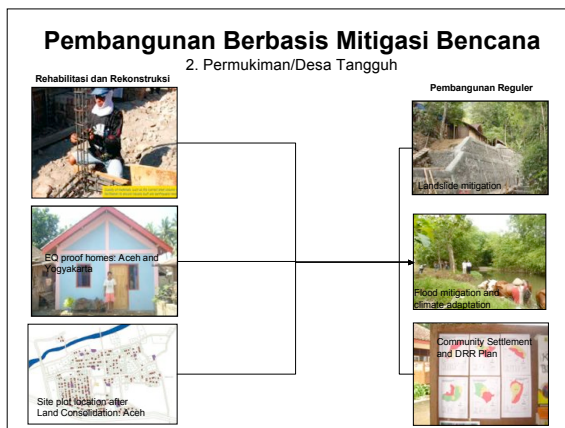 Pembangunan Berbasis Mitigasi Bencana
2. Permukiman/Desa Tangguh
Rehabilitasi dan Rekonstruksi
EQ proof homes: Aceh and
Yogyakarta
Site plot location after
Land Consolidation: Aceh
Pembangunan Reguler
Landslide mitigation
Flood mitigation and
climate adaptation
Community Settlement
and DRR Plan